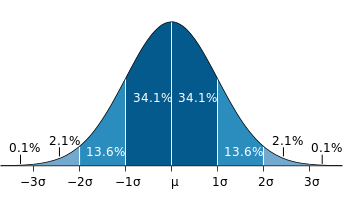 34.1% 34.1%
0.1% 2.1% 13.6% 13.6% 2.1% 0.1%
−3σ −2σ −1σ μ 1σ 2σ 3σ